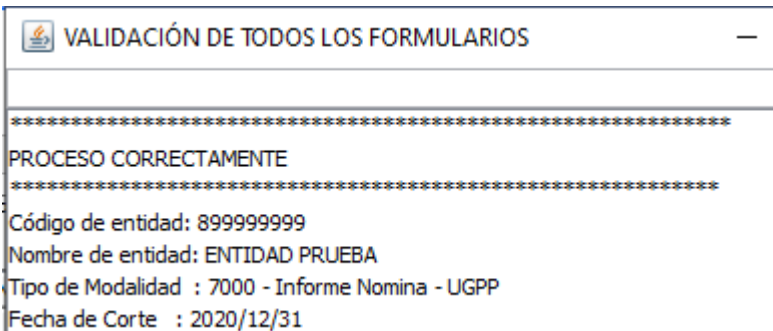 VALIDACIÓN DE TODOS LOS FORMULARIOS
************************************************************
PROCESO CORRECTAMENTE
***********************************************************
Código de entidad: 899999999
Nombre de entidad: ENTIDAD PRUEBA
Tipo de Modalidad : 7000 - Informe Nomina - UGPP
Fecha de Corte : 2020/12/31